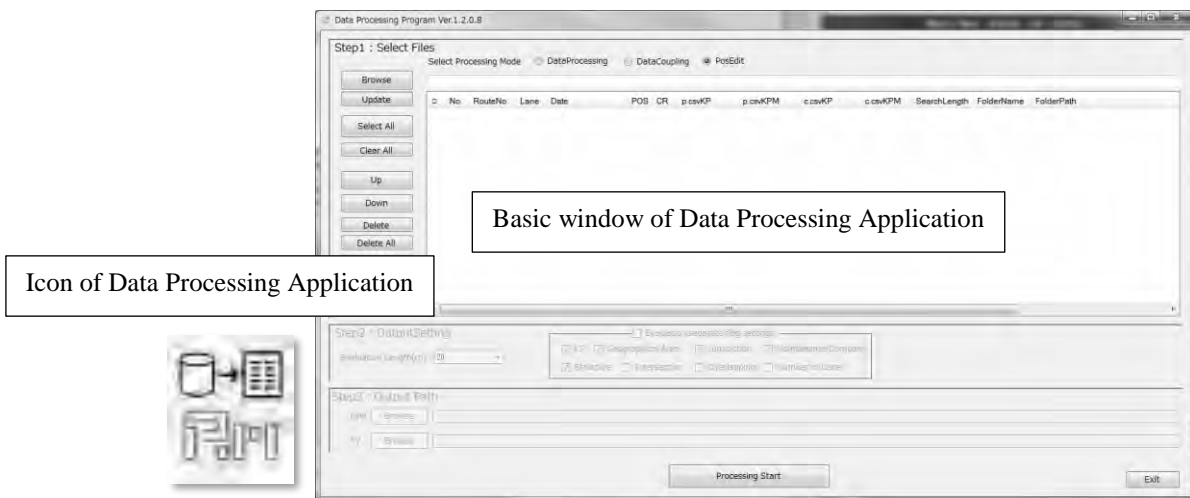 Data Processing Program Ver.1.2.0.8
Step1 : Select Files
Select Processing Mode DataProcessing DataCoupling PosEdit
Browse
Update
No. RouteNo. Lane Date POS CR p.csvKP p.csvKPM c.csvKP c.csvKPM SearchLength FolderName FolderPath
Select All
Clear All
Up
Down
Delete
Delete All
Basic window of Data Processing Application
Icon of Data Processing Application
Step2 : OutputSetting
Evaluation Length(m) 20
Step3 : Output Path
Browse
Browse
Processing Start
Exit